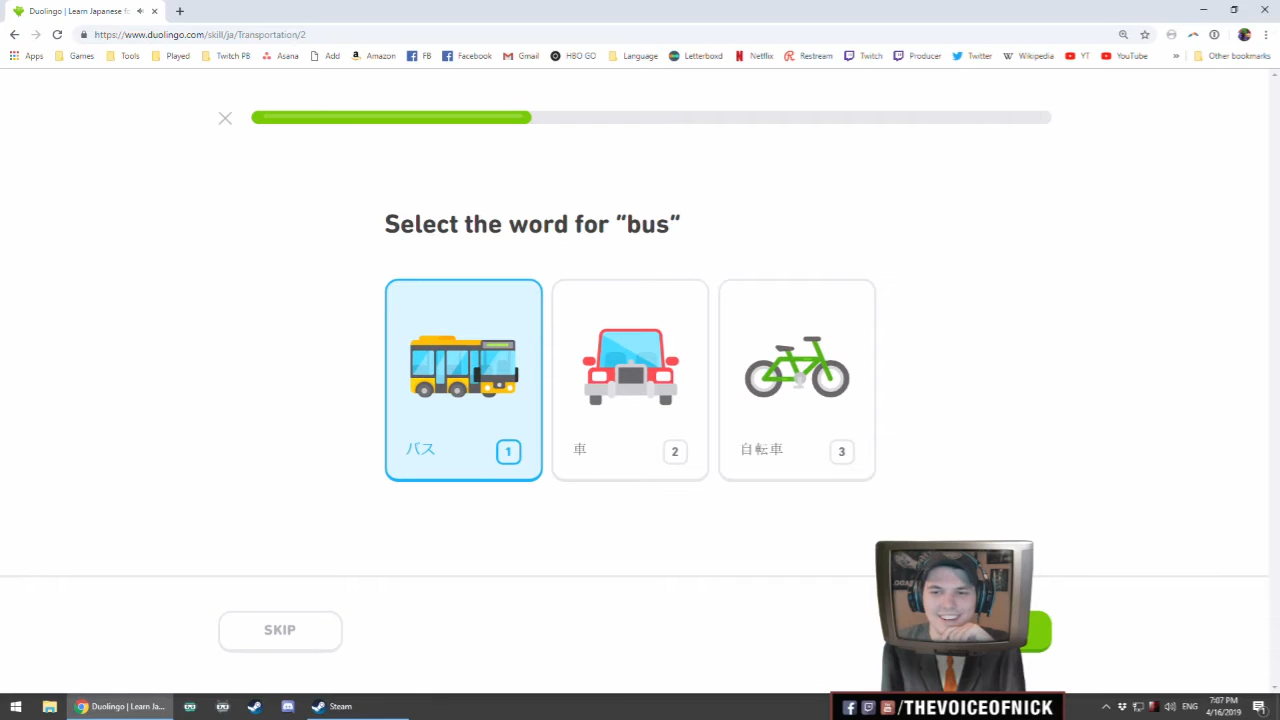 Duolingo | Learn Japanese fo
https://www.duolingo.com/skill/ja/Transportation/2
Apps Games Tools Played Twitch PB Asana Add Amazon FB Facebook Gmail HBO GO Language Letterboxd Netflix Restream Twitch Producer Twitter Wikipedia YT YouTube » Other bookmarks
Select the word for “bus”
バス 1
車 2
自転車 3
SKIP
Duolingo | Learn Ja... Steam
/THEVOICEOFNICK
ENG
7:07 PM
4/16/2019